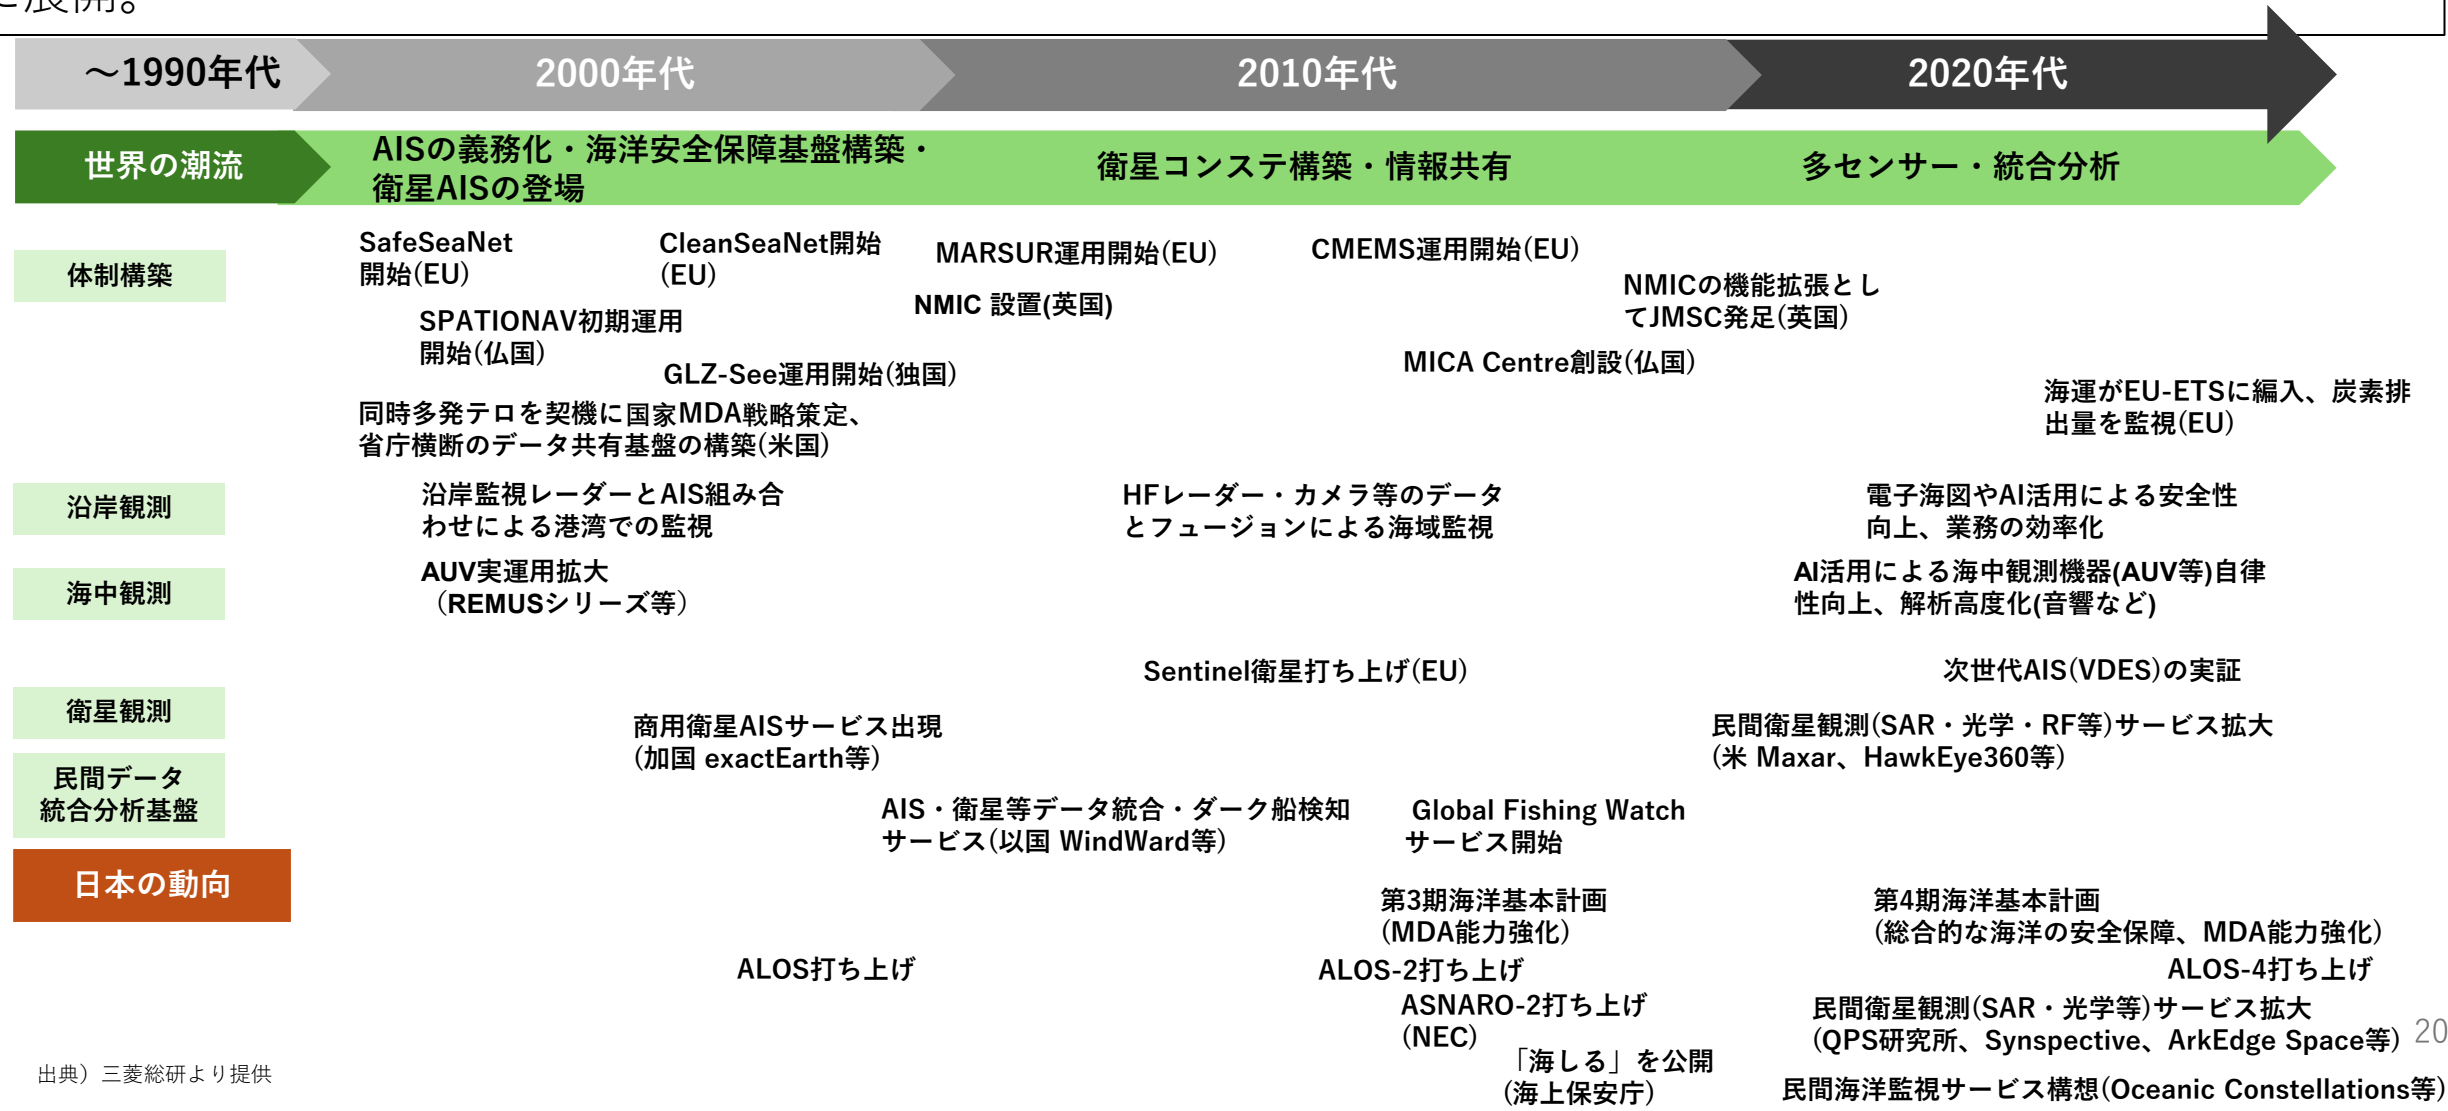 に展開。
～1990年代
2000年代
2010年代
2020年代
世界の潮流
AISの義務化・海洋安全保障基盤構築・
衛星AISの登場
衛星コンステ構築・情報共有
多センサー・統合分析
体制構築
SafeSeaNet
開始(EU)
CleanSeaNet開始
(EU)
MARSUR運用開始(EU)
CMEMS運用開始(EU)
NMIC 設置(英国)
NMICの機能拡張とし
てJMSC発足(英国)
SPATIONAV初期運用
開始(仏国)
GLZ-See運用開始(独国)
MICA Centre創設(仏国)
海運がEU-ETSに編入、炭素排
出量を監視(EU)
同時多発テロを契機に国家MDA戦略策定、
省庁横断のデータ共有基盤の構築(米国)
沿岸観測
沿岸監視レーダーとAIS組み合
わせによる港湾での監視
HFレーダー・カメラ等のデータ
とフュージョンによる海域監視
電子海図やAI活用による安全性
向上、業務の効率化
海中観測
AUV実運用拡大
（REMUSシリーズ等）
AI活用による海中観測機器(AUV等)自律
性向上、解析高度化(音響など)
衛星観測
Sentinel衛星打ち上げ(EU)
次世代AIS(VDES)の実証
商用衛星AISサービス出現
(加国 exactEarth等)
民間衛星観測(SAR・光学・RF等)サービス拡大
(米 Maxar、HawkEye360等)
民間データ
統合分析基盤
AIS・衛星等データ統合・ダーク船検知
サービス(以国 WindWard等)
Global Fishing Watch
サービス開始
日本の動向
第3期海洋基本計画
(MDA能力強化)
第4期海洋基本計画
(総合的な海洋の安全保障、MDA能力強化)
ALOS打ち上げ
ALOS-2打ち上げ
ALOS-4打ち上げ
ASNARO-2打ち上げ
(NEC)
民間衛星観測(SAR・光学等)サービス拡大
(QPS研究所、Synspective、ArkEdge Space等)
「海しる」を公開
(海上保安庁)
民間海洋監視サービス構想(Oceanic Constellations等)
出典）三菱総研より提供
20